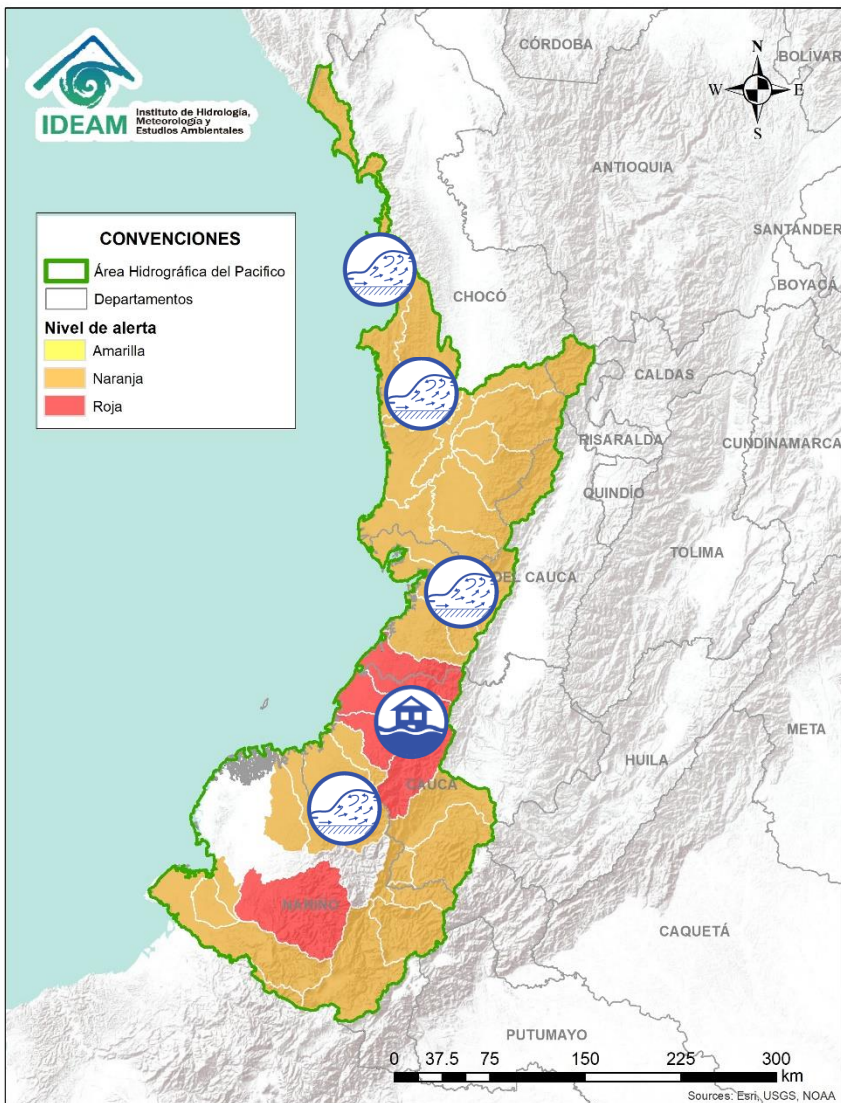 IDEAM
Instituto de Hidrología,
Meteorología y
Estudios Ambientales
CÓRDOBA
BOLÍVAR
N
W
E
S
ANTIOQUIA
SANTANDER
BOYACÁ
CONVENCIONES
Área Hidrográfica del Pacifico
Departamentos
Nivel de alerta
Amarilla
Naranja
Roja
CHOCÓ
CALDAS
RISARALDA
CUNDINAMARCA
QUINDÍO
TOLIMA
DEL CAUCA
META
HUILA
CAUCA
NARIÑO
CAQUETÁ
PUTUMAYO
0 37.5 75 150 225 300
km
Sources: Esri, USGS, NOAA